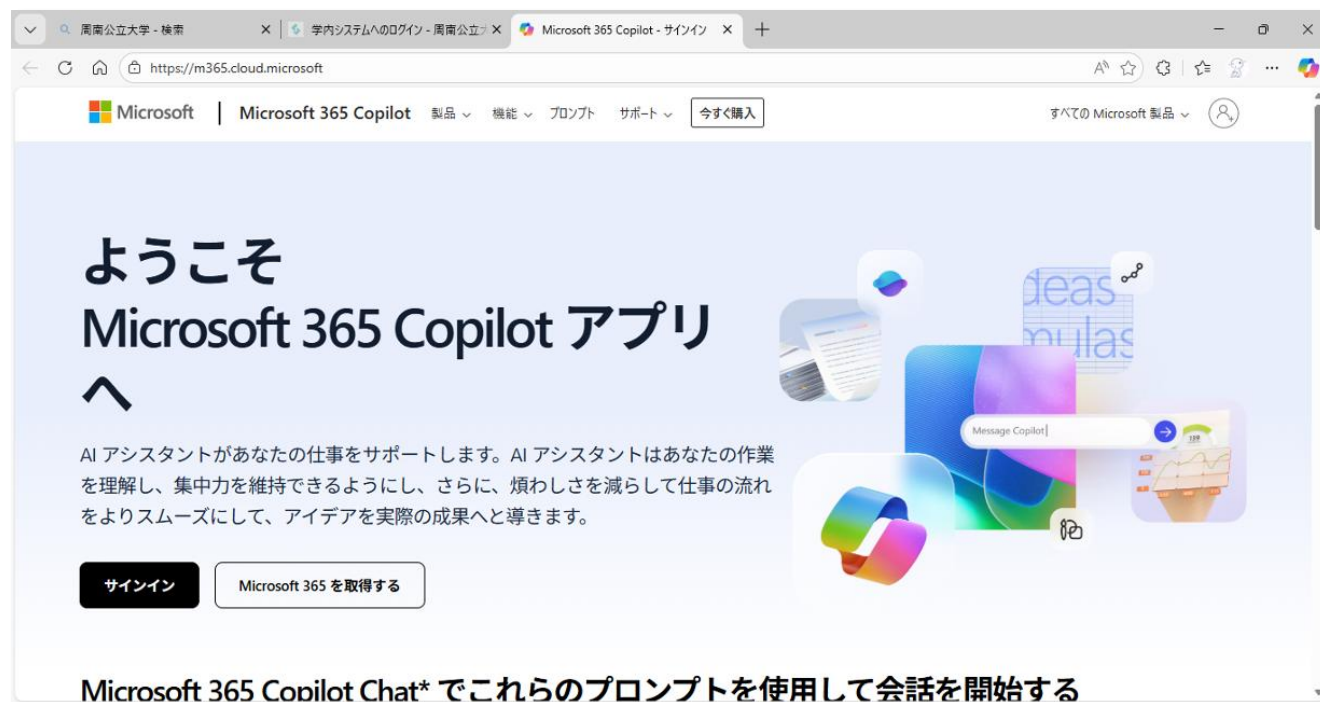 周南公立大学 - 検索
学内システムへのログイン - 周南公立
Microsoft 365 Copilot - サインイン
https://m365.cloud.microsoft
Microsoft
Microsoft 365 Copilot 製品 機能 プロンプト サポート 今すぐ購入
すべての Microsoft 製品
ようこそ
Microsoft 365 Copilot アプリ
へ
AI アシスタントがあなたの仕事をサポートします。AI アシスタントはあなたの作業
を理解し、集中力を維持できるようにし、さらに、煩わしさを減らして仕事の流れ
をよりスムーズにして、アイデアを実際の成果へと導きます。
サインイン
Microsoft 365 を取得する
deas
mulas
Message Copilot
Microsoft 365 Copilot Chat* でこれらのプロンプトを使用して会話を開始する